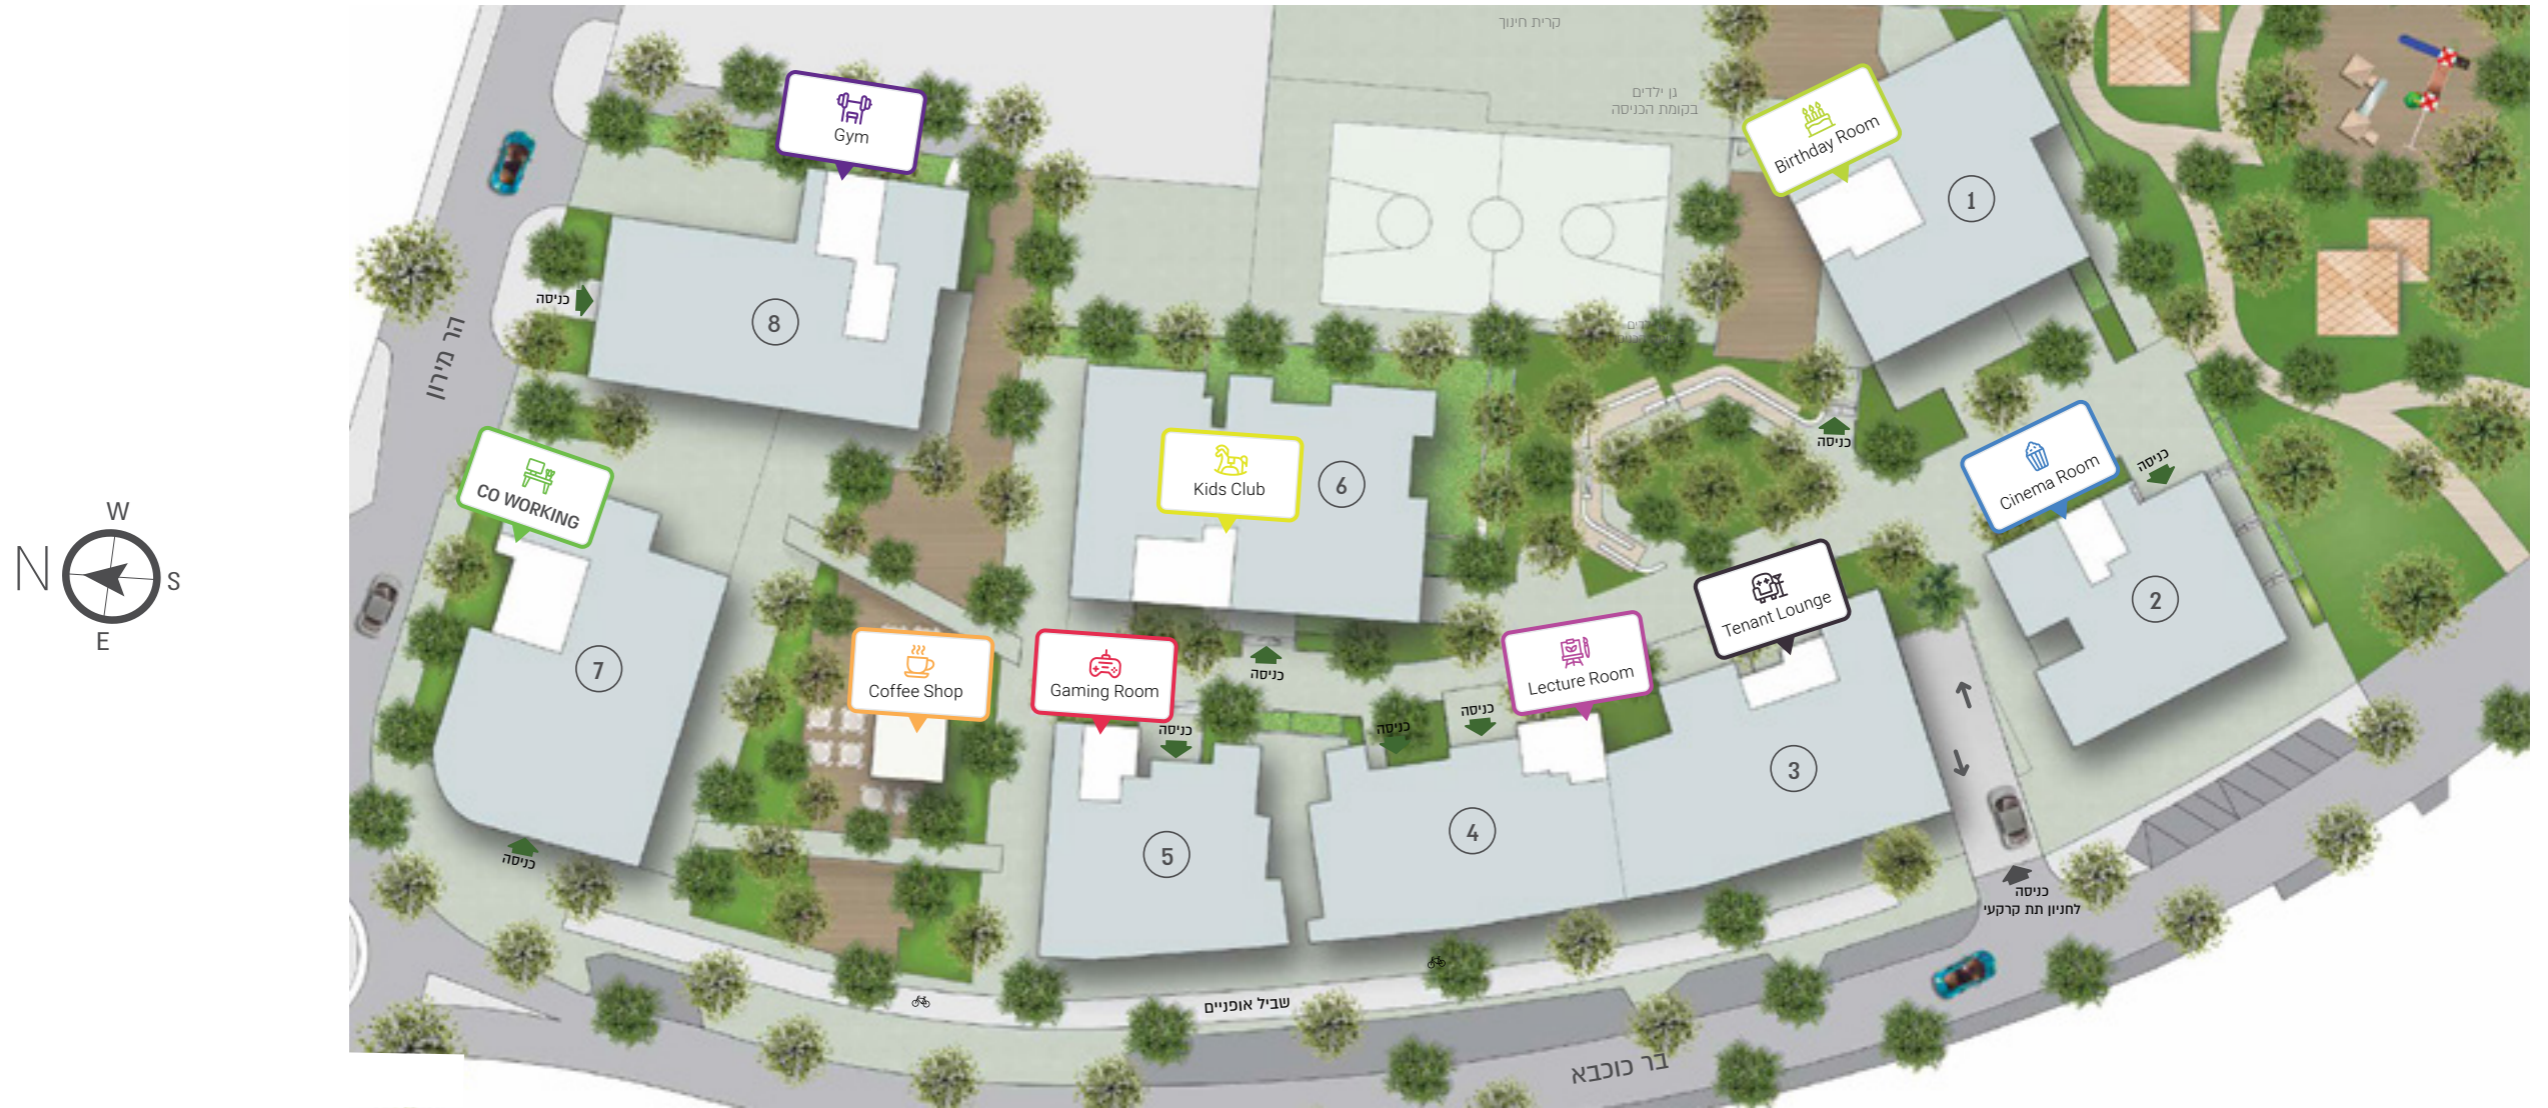 קרית חינוך
גן ילדים
בקומת הכניסה
Gym
Birthday Room
1
כניסה
8
הר מירון
כניסה
CO WORKING
Kids Club
6
Cinema Room
כניסה
W
N
S
E
2
Tenant Lounge
7
Coffee Shop
Gaming Room
כניסה
Lecture Room
כניסה
כניסה
כניסה
3
4
5
כניסה
כניסה
לחניון תת קרקעי
שביל אופניים
בר כוכבא